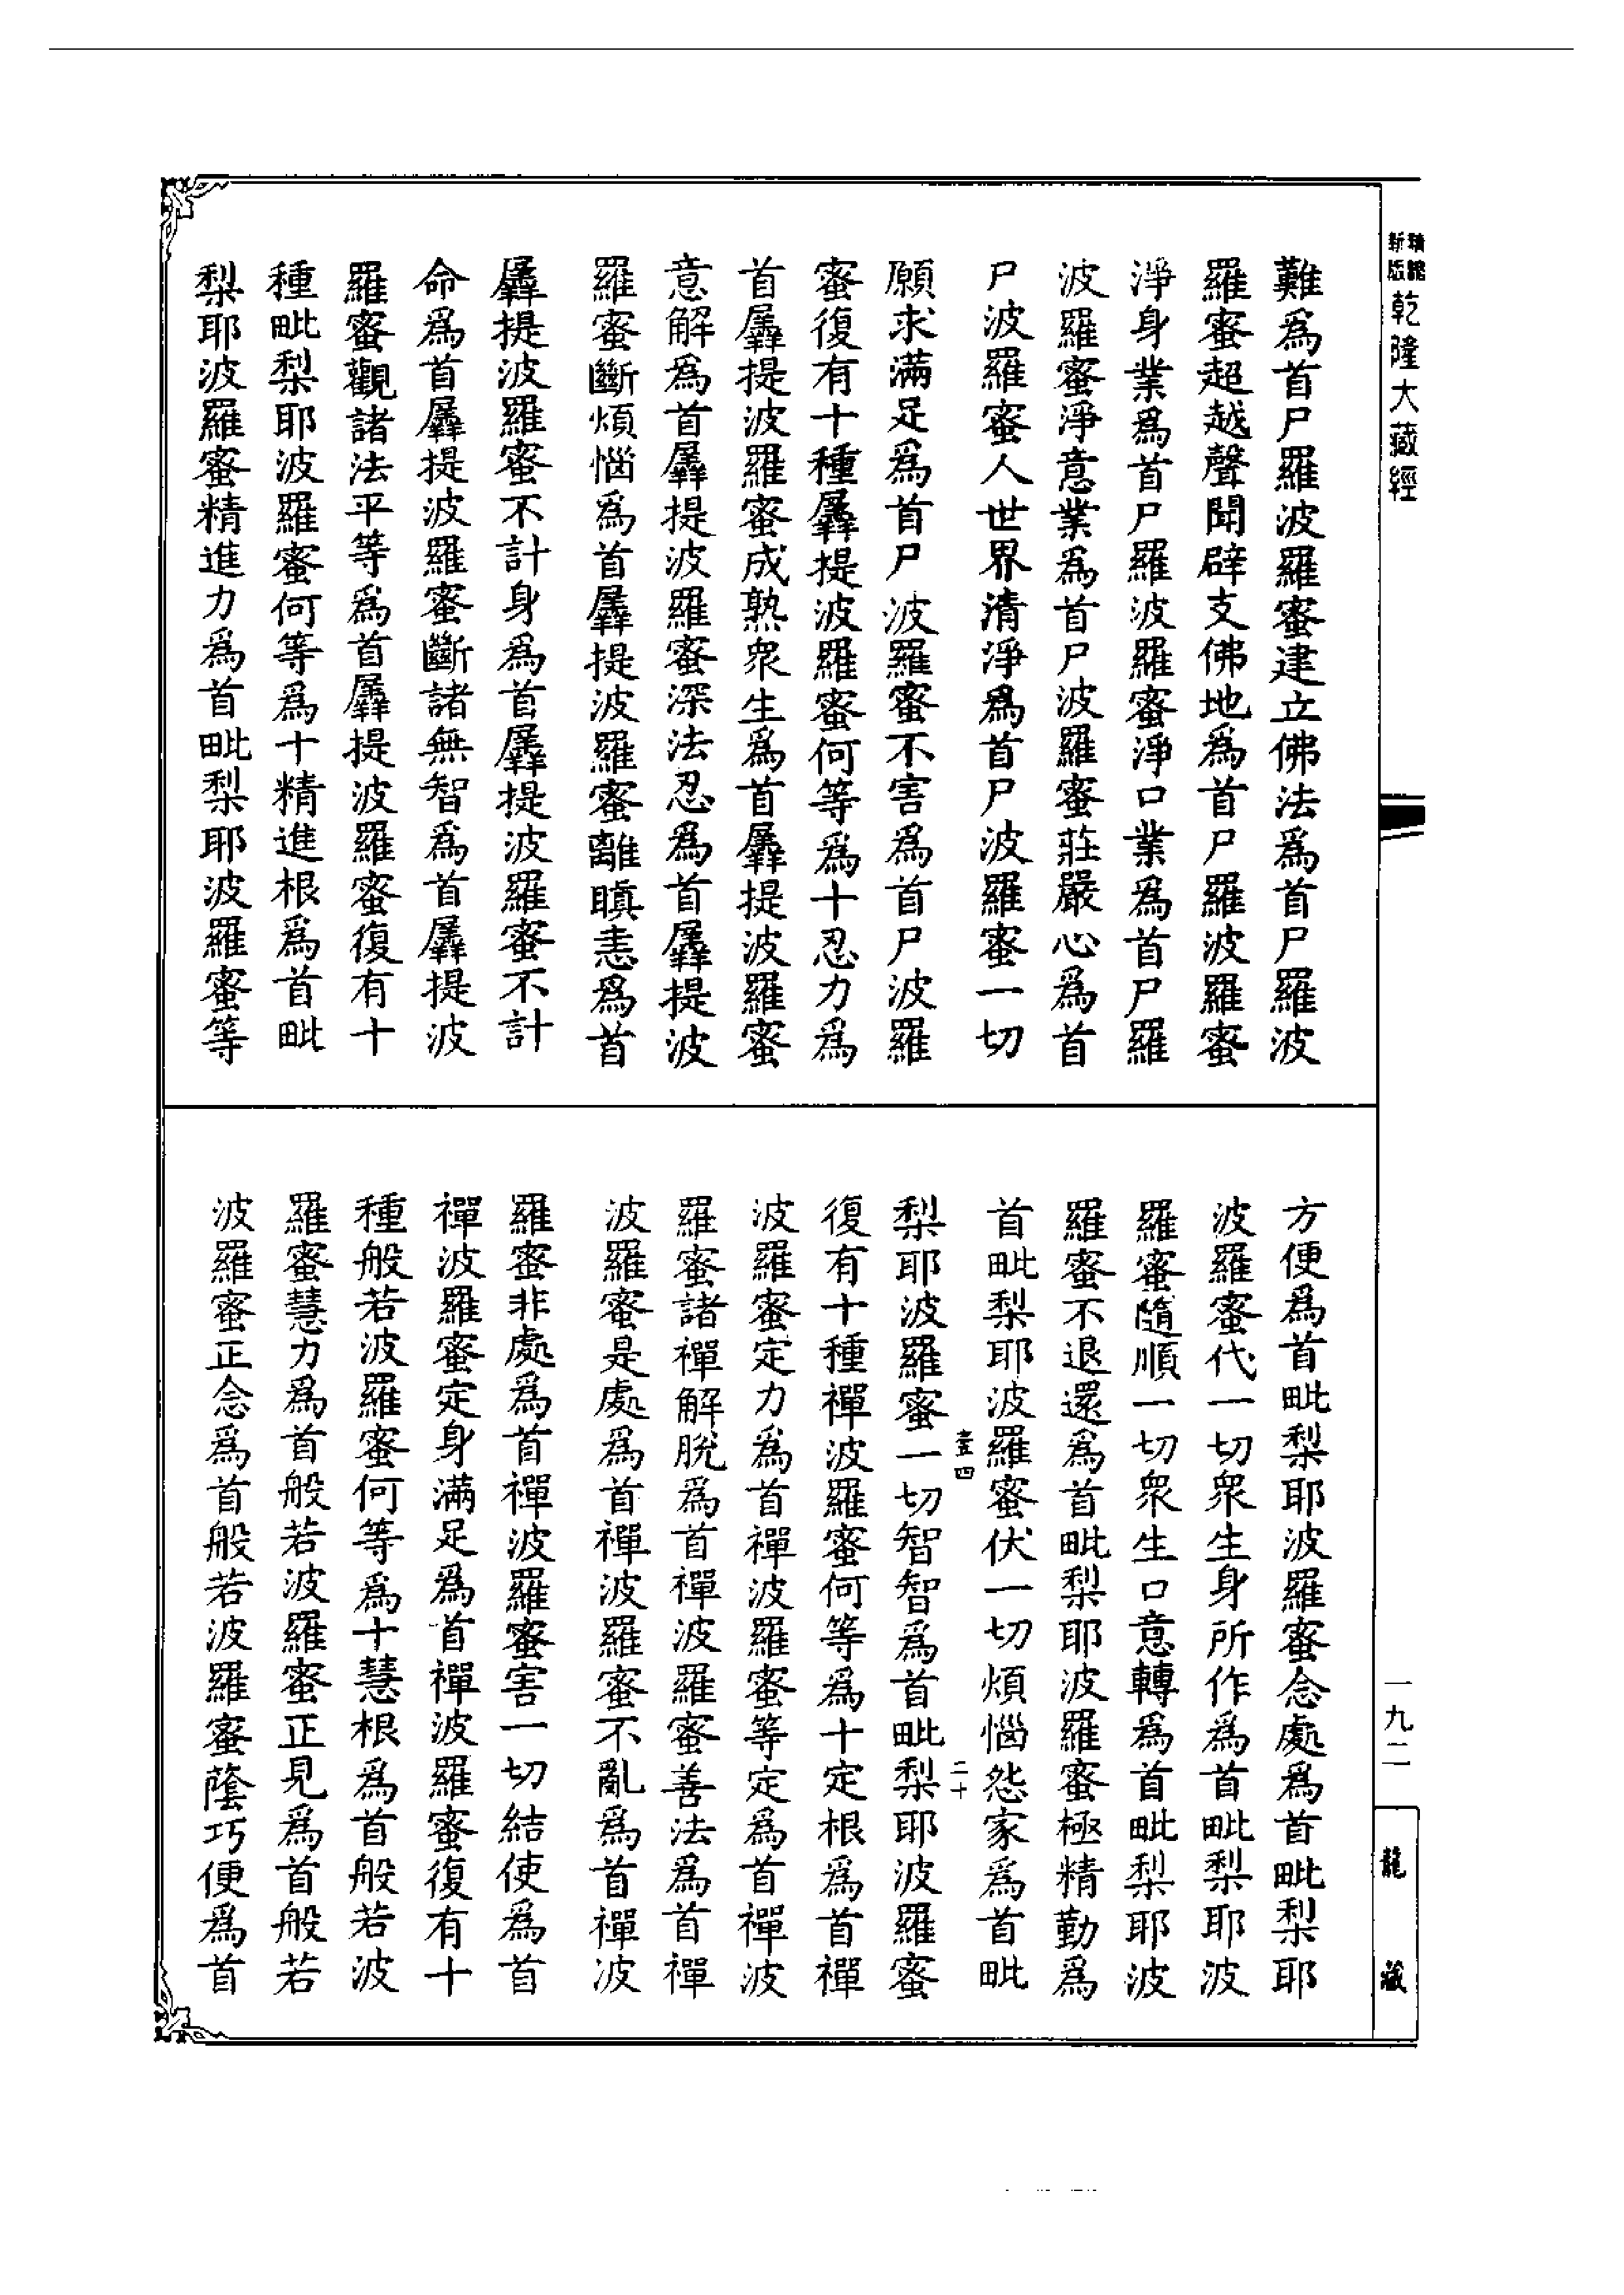 精縮新版乾隆大藏經
難爲首尸羅波羅蜜建立佛法爲首尸羅波
羅蜜超越聲聞辟支佛地爲首尸羅波羅蜜
淨身業爲首尸羅波羅蜜淨口業爲首尸羅
波羅蜜淨意業爲首尸波羅蜜莊嚴心爲首
尸波羅蜜人世界清淨爲首尸波羅蜜一切
願求滿足爲首尸波羅蜜不害爲首尸波羅
蜜復有十種羼提波羅蜜何等爲十忍力爲
首羼提波羅蜜成熟衆生爲首羼提波羅蜜
意解爲首羼提波羅蜜深法忍爲首羼提波
羅蜜斷煩惱爲首羼提波羅蜜離瞋恚爲首
羼提波羅蜜不計身爲首羼提波羅蜜不計
命爲首羼提波羅蜜斷諸無智爲首羼提波
羅蜜觀諸法平等爲首羼提波羅蜜復有十
種毗梨耶波羅蜜何等爲十精進根爲首毗
梨耶波羅蜜精進力爲首毗梨耶波羅蜜等
方便爲首毗梨耶波羅蜜念處爲首毗梨耶
波羅蜜代一切衆生身所作爲首毗梨耶波
羅蜜隨順一切衆生口意轉爲首毗梨耶波
羅蜜不退還爲首毗梨耶波羅蜜極精勤爲
首毗梨耶波羅蜜伏一切煩惱怨家爲首毗
壹四 二十
梨耶波羅蜜一切智智爲首毗梨耶波羅蜜
復有十種禪波羅蜜何等爲十定根爲首禪
波羅蜜定力爲首禪波羅蜜等定爲首禪波
羅蜜諸禪解脫爲首禪波羅蜜善法爲首禪
波羅蜜是處爲首禪波羅蜜不亂爲首禪波
羅蜜非處爲首禪波羅蜜害一切結使爲首
禪波羅蜜定身滿足爲首禪波羅蜜復有十
種般若波羅蜜何等爲十慧根爲首般若波
羅蜜慧力爲首般若波羅蜜正見爲首般若
波羅蜜正念爲首般若波羅蜜蔭巧便爲首
一九二
龍藏